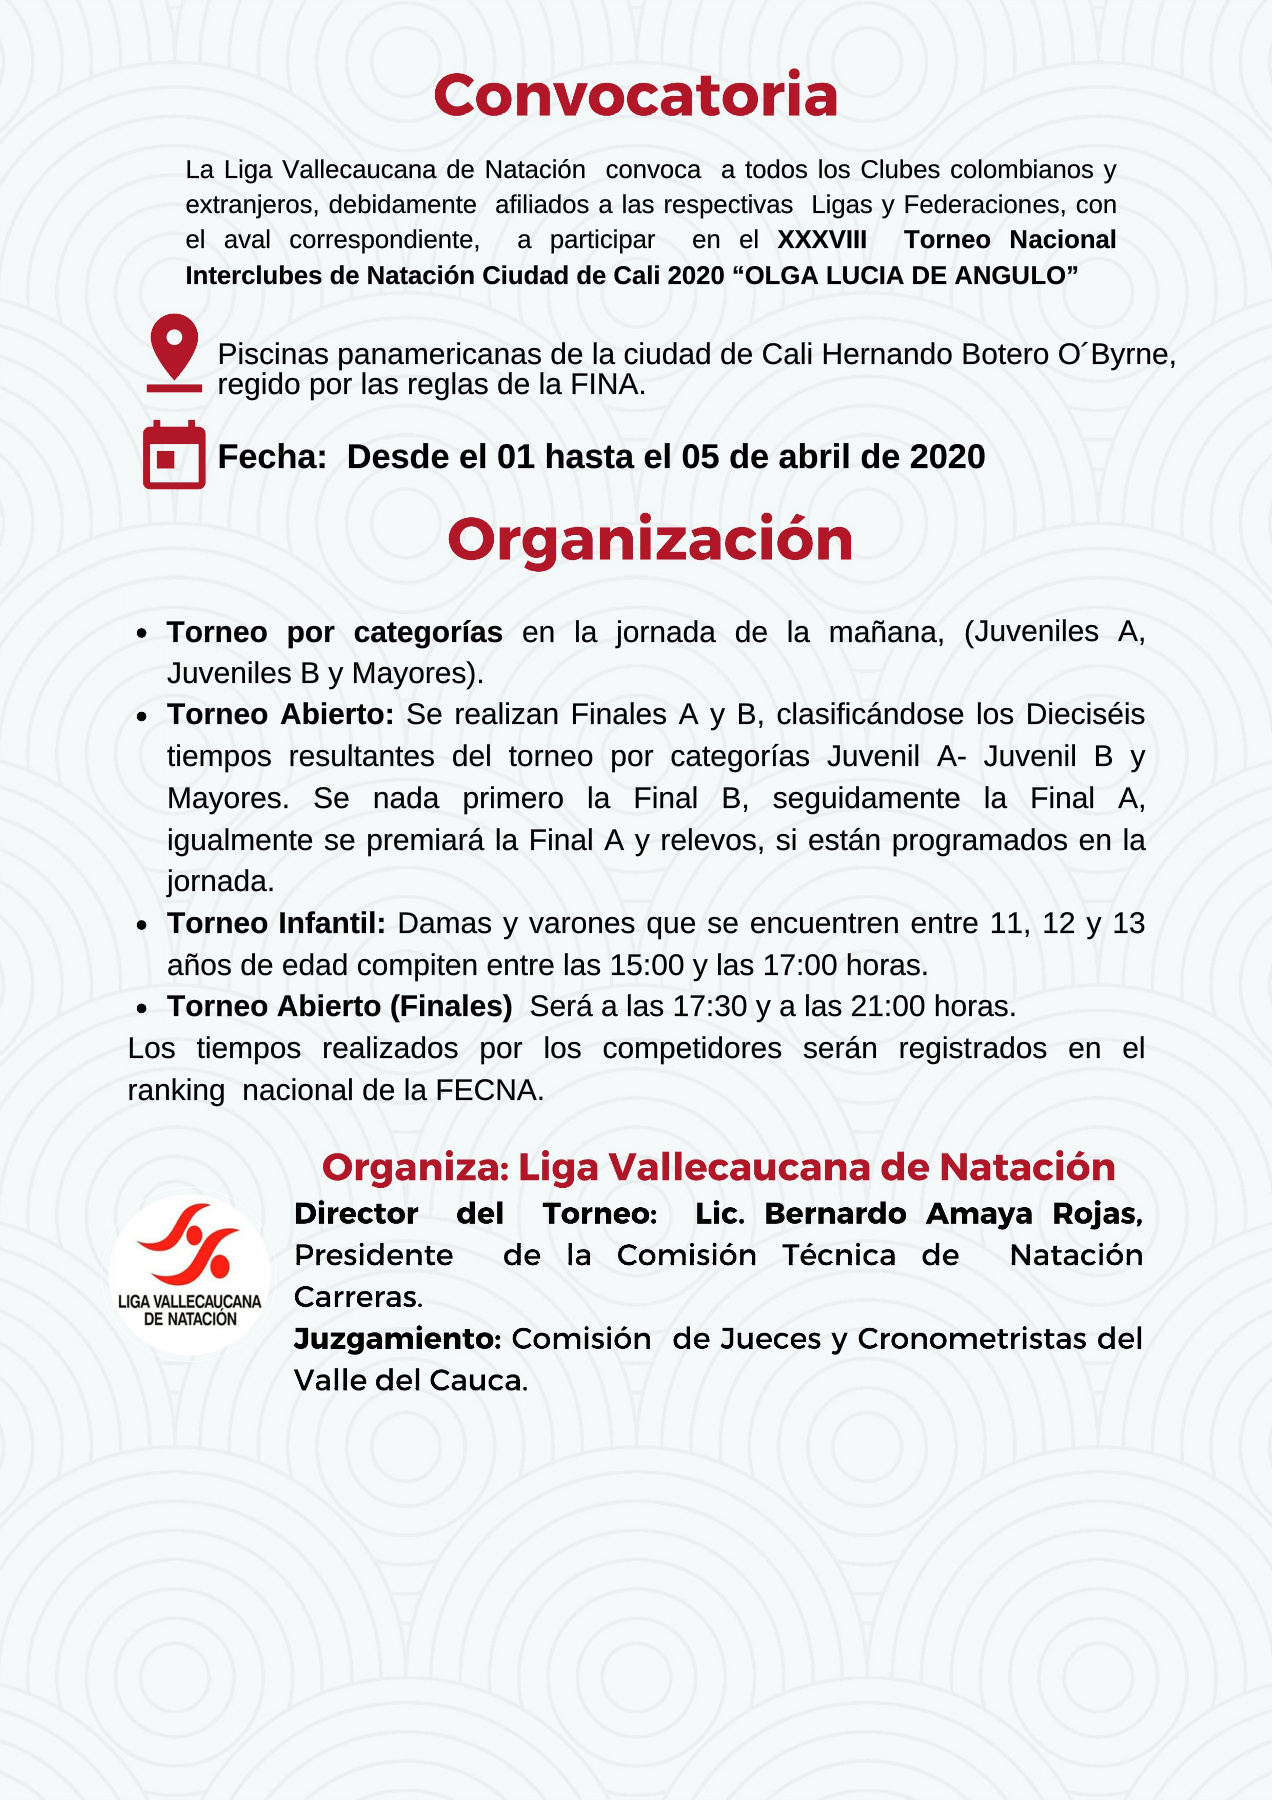 Convocatoria
La Liga Vallecaucana de Natación convoca a todos los Clubes colombianos y
extranjeros, debidamente afiliados a las respectivas Ligas y Federaciones, con
el aval correspondiente, a participar en el XXXVIII Torneo Nacional
Interclubes de Natación Ciudad de Cali 2020 “OLGA LUCIA DE ANGULO”
Piscinas panamericanas de la ciudad de Cali Hernando Botero O´Byrne,
regido por las reglas de la FINA.
Fecha: Desde el 01 hasta el 05 de abril de 2020
Organización
• Torneo por categorías en la jornada de la mañana, (Juveniles A,
Juveniles B y Mayores).
• Torneo Abierto: Se realizan Finales A y B, clasificándose los Dieciséis
tiempos resultantes del torneo por categorías Juvenil A- Juvenil B y
Mayores. Se nada primero la Final B, seguidamente la Final A,
igualmente se premiará la Final A y relevos, si están programados en la
jornada.
• Torneo Infantil: Damas y varones que se encuentren entre 11, 12 y 13
años de edad compiten entre las 15:00 y las 17:00 horas.
• Torneo Abierto (Finales) Será a las 17:30 y a las 21:00 horas.
Los tiempos realizados por los competidores serán registrados en el
ranking nacional de la FECNA.
Organiza: Liga Vallecaucana de Natación
Director del Torneo: Lic. Bernardo Amaya Rojas,
Presidente de la Comisión Técnica de Natación
Carreras.
Juzgamiento: Comisión de Jueces y Cronometristas del
Valle del Cauca.
LIGA VALLECAUCANA
DE NATACIÓN